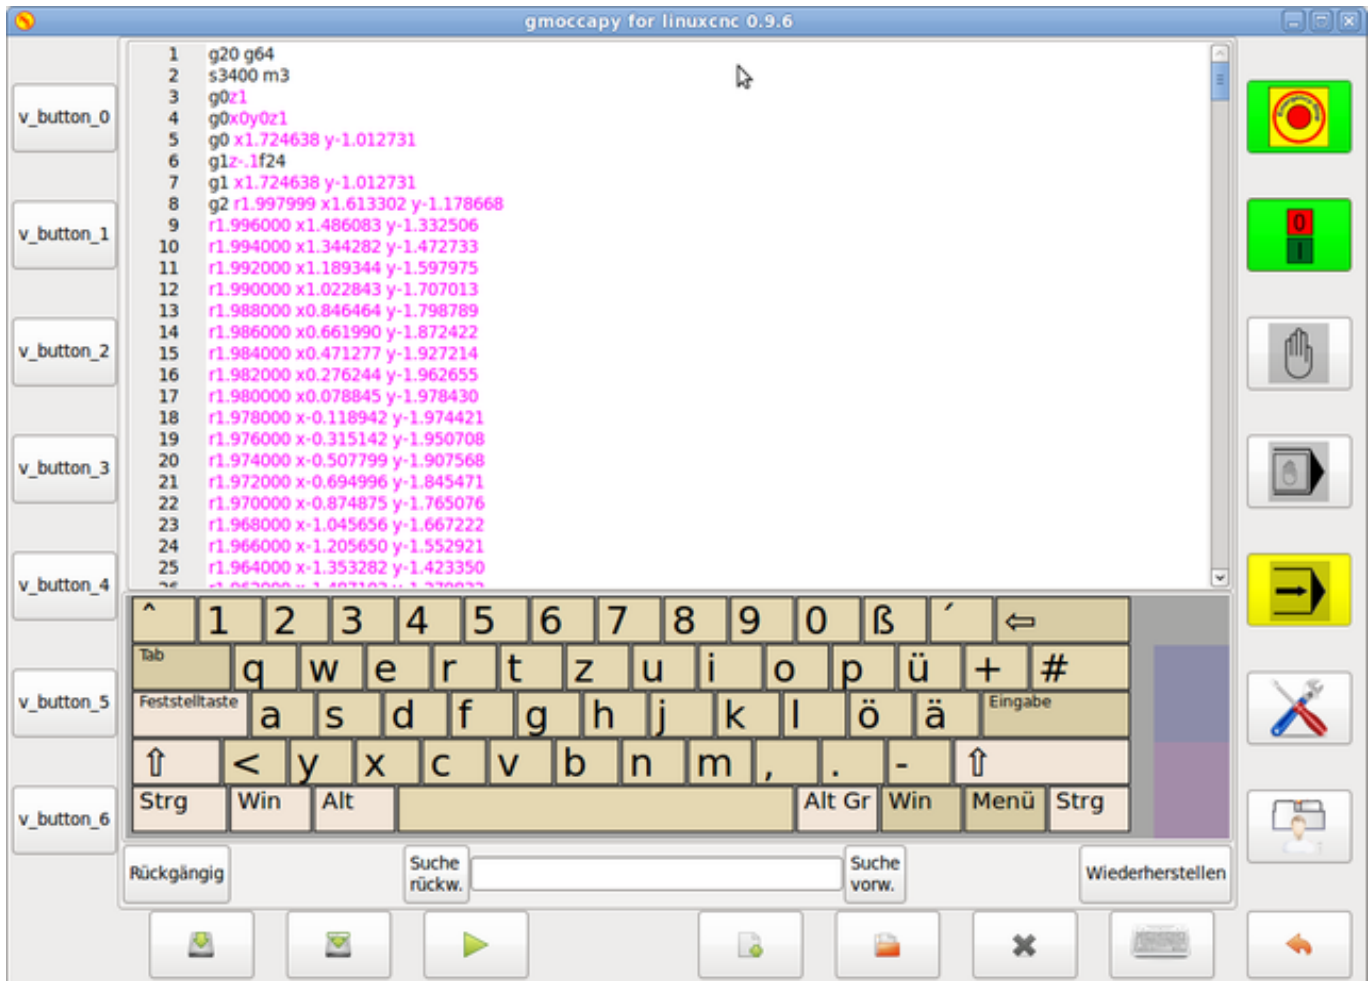 gmoccapy for linuxcnc 0.9.6
v_button_0
v_button_1
v_button_2
v_button_3
v_button_4
v_button_5
v_button_6
1 g20 g64
2 s3400 m3
3 g0z1
4 g0x0y0z1
5 g0 x1.724638 y-1.012731
6 g1z-.1f24
7 g1 x1.724638 y-1.012731
8 g2 r1.997999 x1.613302 y-1.178668
9 r1.996000 x1.486083 y-1.332506
10 r1.994000 x1.344282 y-1.472733
11 r1.992000 x1.189344 y-1.597975
12 r1.990000 x1.022843 y-1.707013
13 r1.988000 x0.846464 y-1.798789
14 r1.986000 x0.661990 y-1.872422
15 r1.984000 x0.471277 y-1.927214
16 r1.982000 x0.276244 y-1.962655
17 r1.980000 x0.078845 y-1.978430
18 r1.978000 x-0.118942 y-1.974421
19 r1.976000 x-0.315142 y-1.950708
20 r1.974000 x-0.507799 y-1.907568
21 r1.972000 x-0.694996 y-1.845471
22 r1.970000 x-0.874875 y-1.765076
23 r1.968000 x-1.045656 y-1.667222
24 r1.966000 x-1.205650 y-1.552921
25 r1.964000 x-1.353282 y-1.423350
^ 1 2 3 4 5 6 7 8 9 0 ß ´ ⇦
Tab q w e r t z u i o p ü + #
Feststelltaste a s d f g h j k l ö ä Eingabe
⇧ < y x c v b n m , . - ⇧
Strg Win Alt Alt Gr Win Menü Strg
Rückgängig
Suche
rückw.
Suche
vorw.
Wiederherstellen
0
I